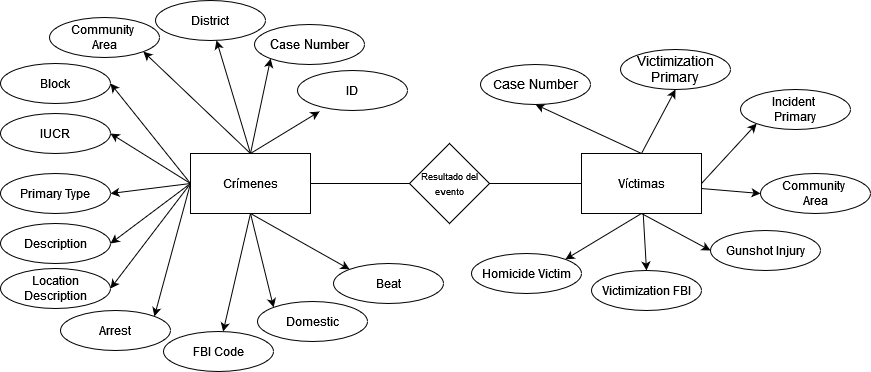 District
Community
Area
Case Number
Victimization
Primary
Block
Case Number
ID
Incident
Primary
IUCR
Crímenes
Resultado del
evento
Víctimas
Primary Type
Community
Area
Description
Gunshot Injury
Location
Description
Homicide Victim
Beat
Victimization FBI
Arrest
Domestic
FBI Code